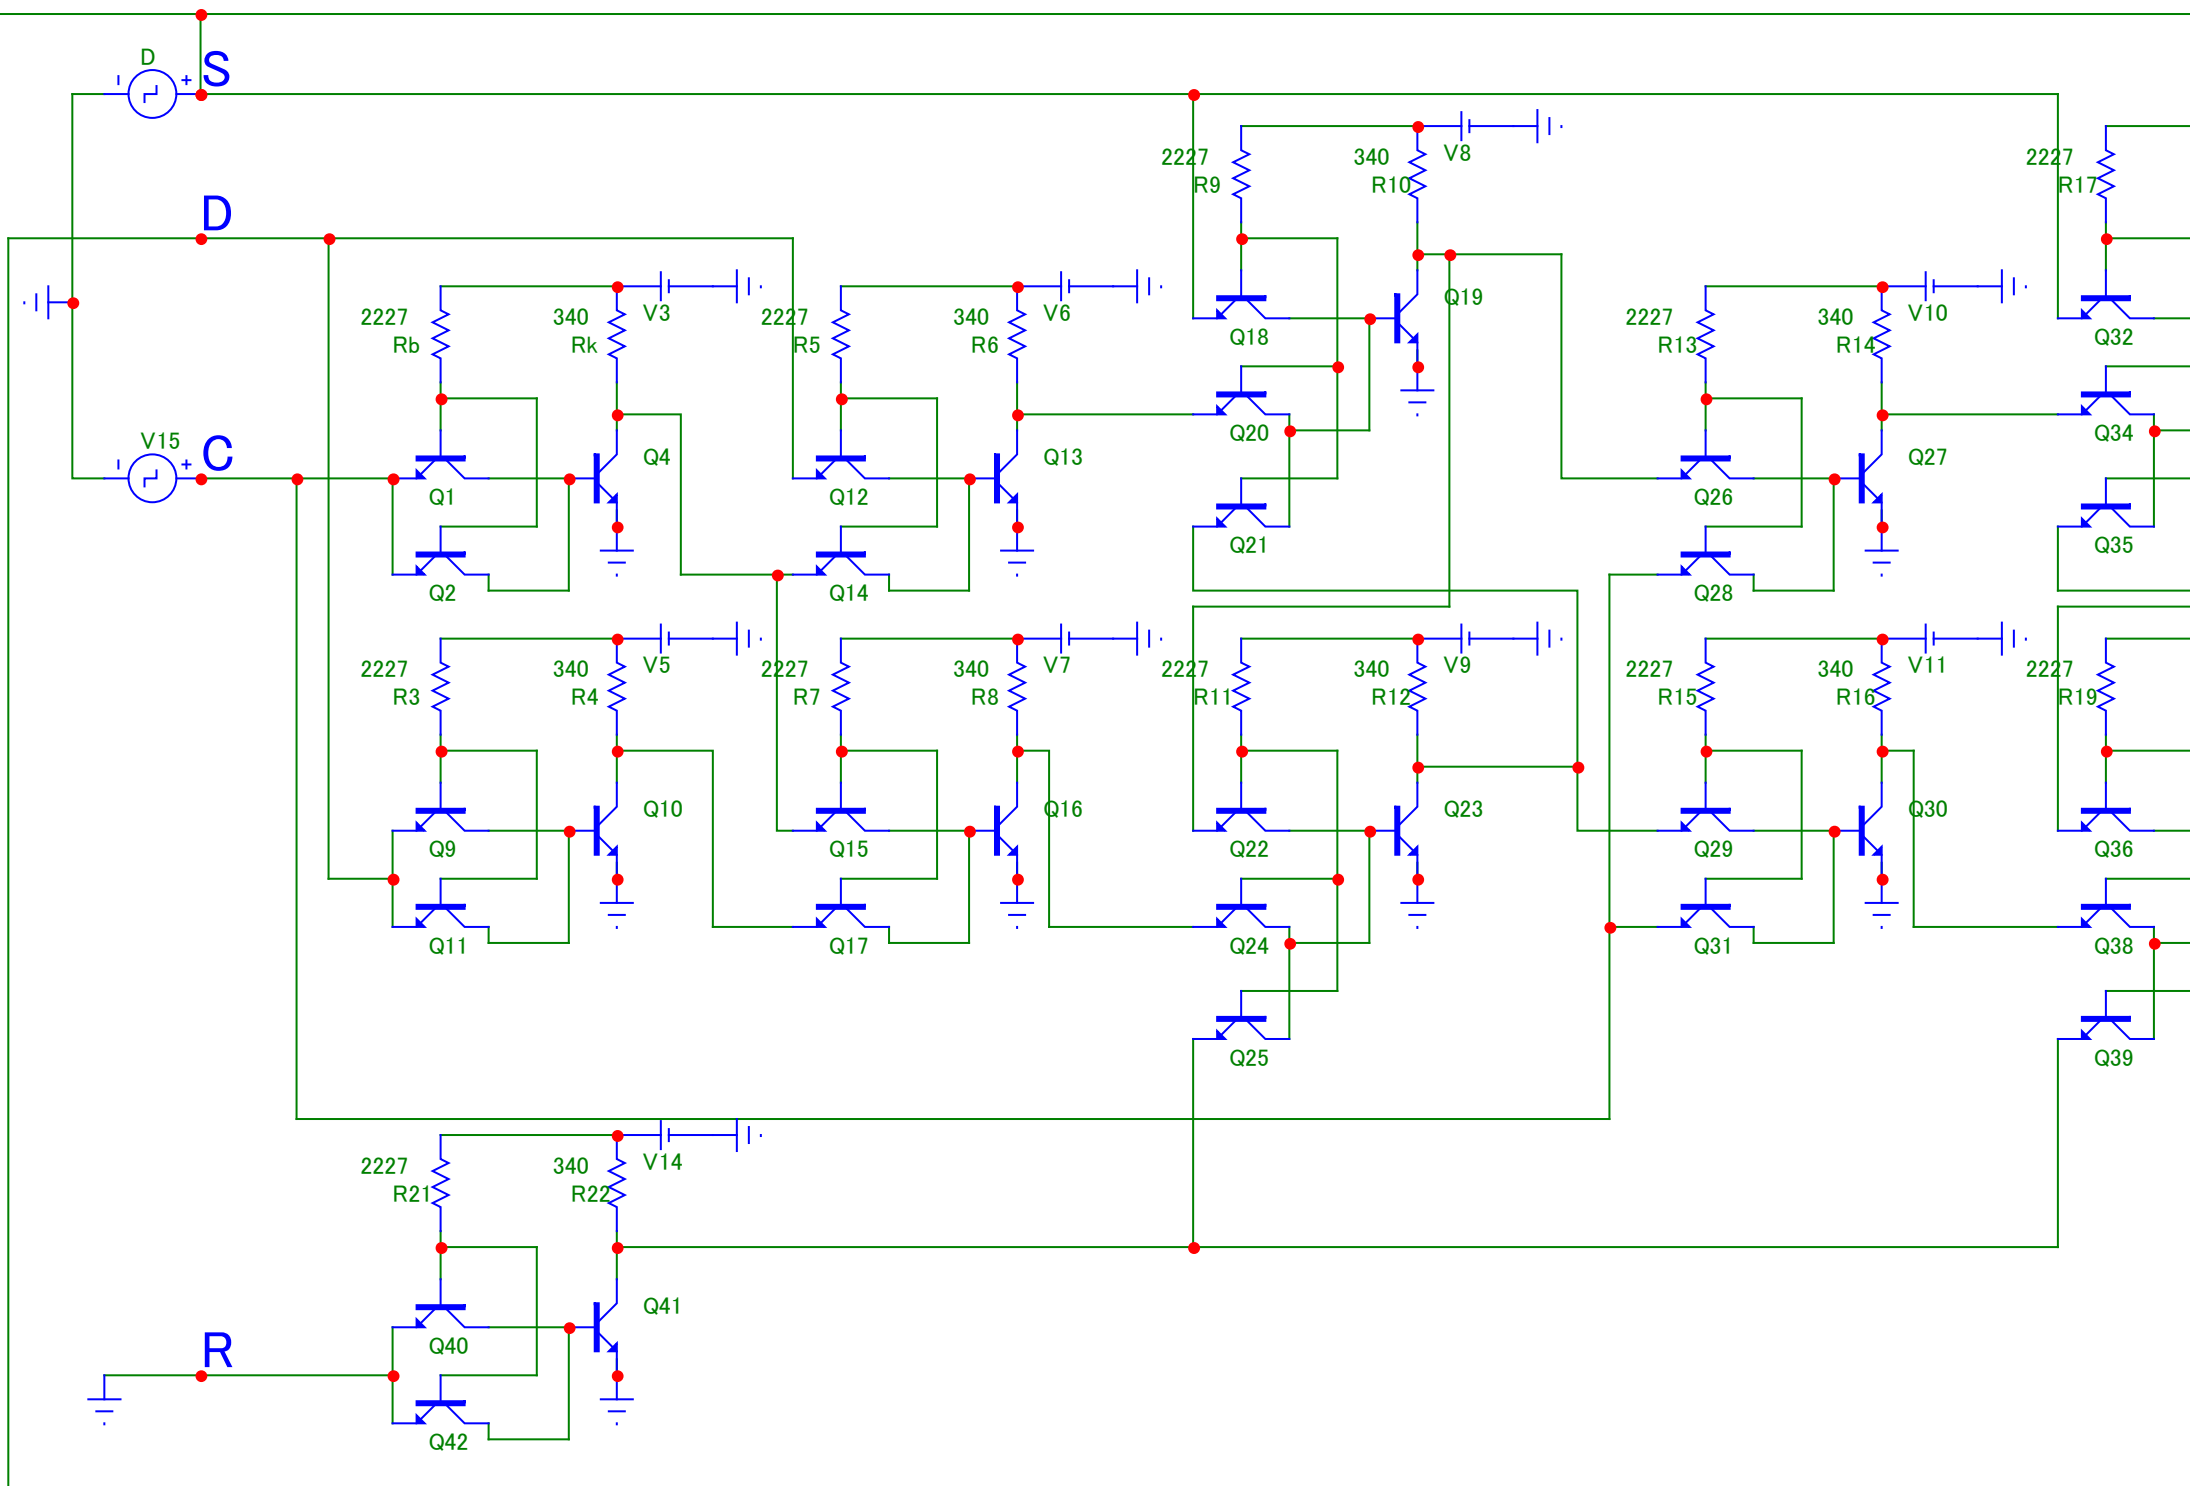 D
S
V8
2227
340
2227
R9
R10
R17
D
V3
V6
Q19
V10
2227
340
2227
340
Q18
2227
340
Q32
Rb
Rk
R5
R6
R13
R14
V15
C
Q4
Q13
Q20
Q27
Q34
Q1
Q12
Q26
Q21
Q35
Q2
Q14
Q28
V5
V7
V9
V11
2227
340
2227
340
2227
340
2227
340
2227
R3
R4
R7
R8
R11
R12
R15
R16
R19
Q10
Q16
Q23
Q30
Q9
Q15
Q22
Q29
Q36
Q11
Q17
Q24
Q31
Q38
Q25
Q39
V14
2227
340
R21
R22
Q41
Q40
R
Q42